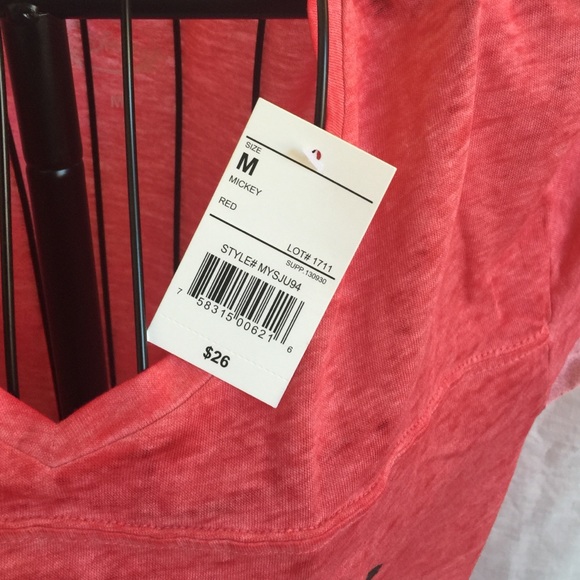 SIZE
M
MICKEY
RED
LOT# 1711
SUPP.130930
STYLE# MYSJU94
7 58315 00621 6
$26